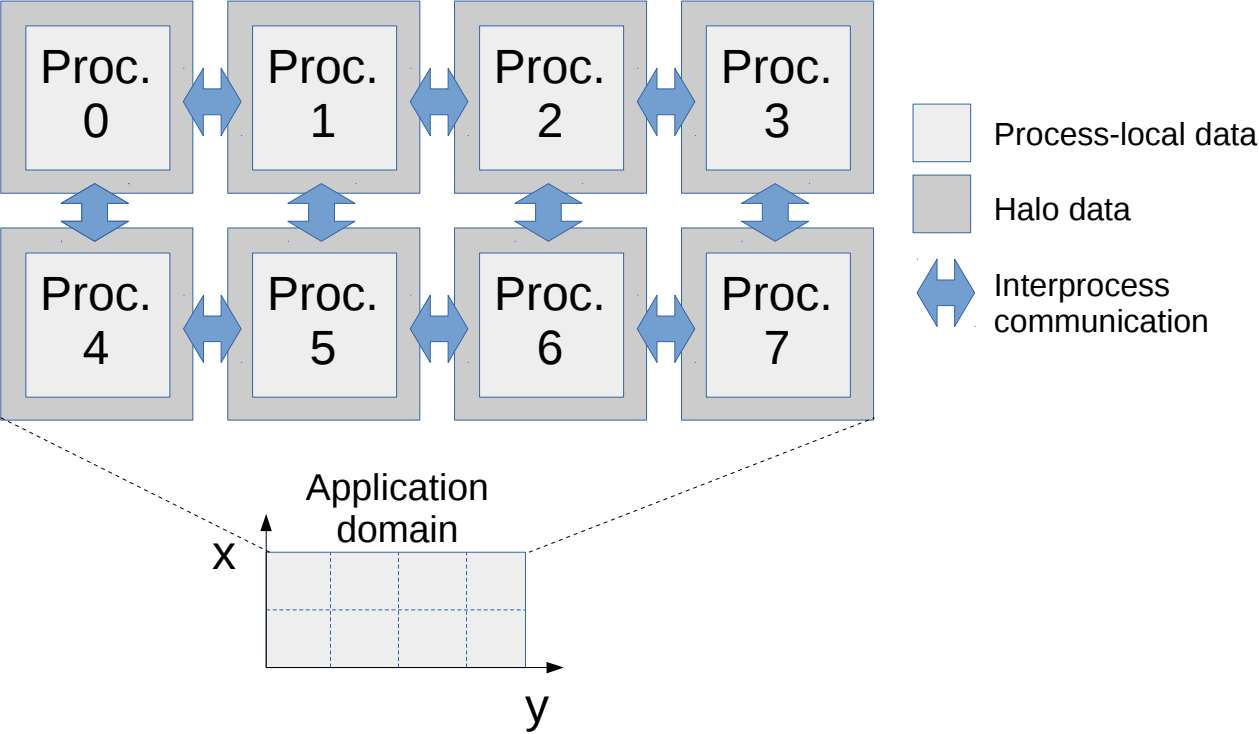 Proc.
0
Proc.
1
Proc.
2
Proc.
3
Proc.
4
Proc.
5
Proc.
6
Proc.
7
Process-local data
Halo data
Interprocess
communication
Application
domain
x
y